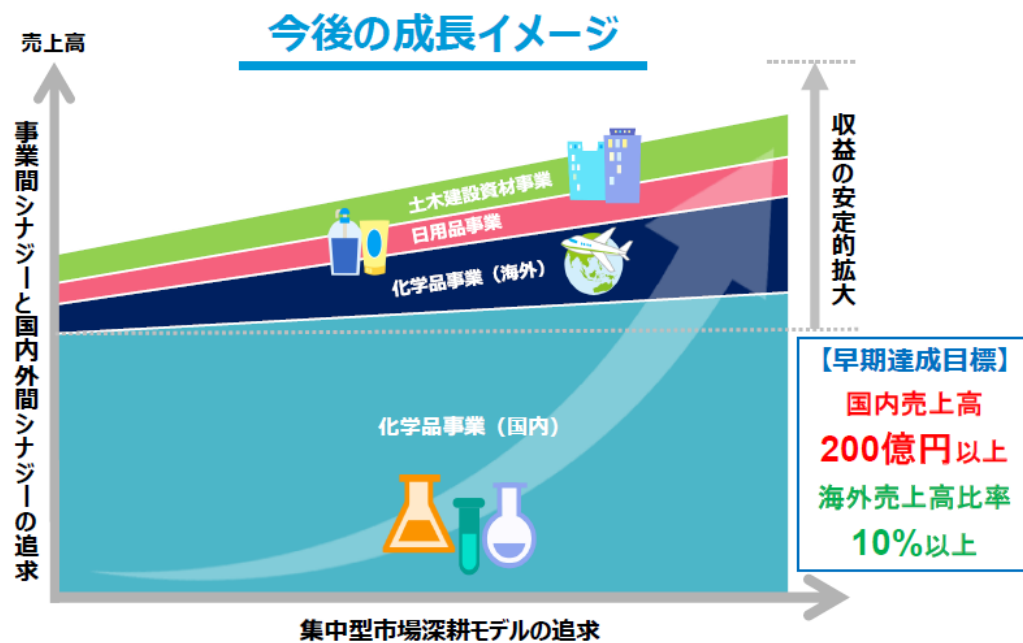 今後の成長イメージ
売上高
事業間シナジーと国内外間シナジーの追求
土木建設資材事業
日用品事業
化学品事業（海外）
化学品事業（国内）
収益の安定的拡大
【早期達成目標】
国内売上高
200億円以上
海外売上高比率
10%以上
集中型市場深耕モデルの追求